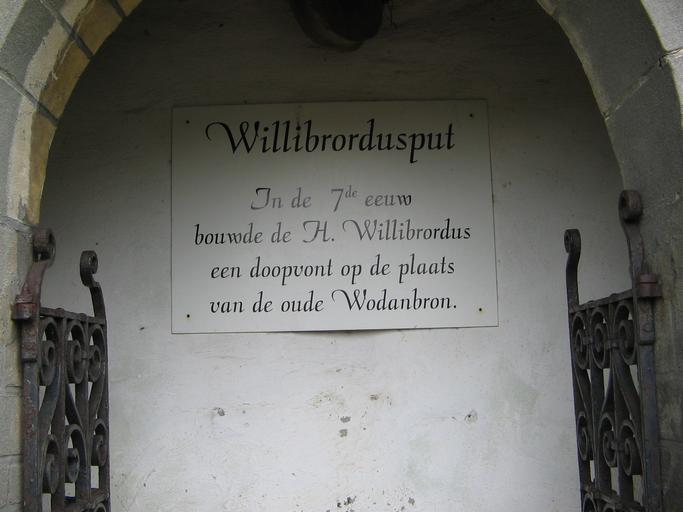 Willibrordusput
In de 7de eeuw
bouwde de H. Willibrordus
een doopvont op de plaats
van de oude Wodanbron.